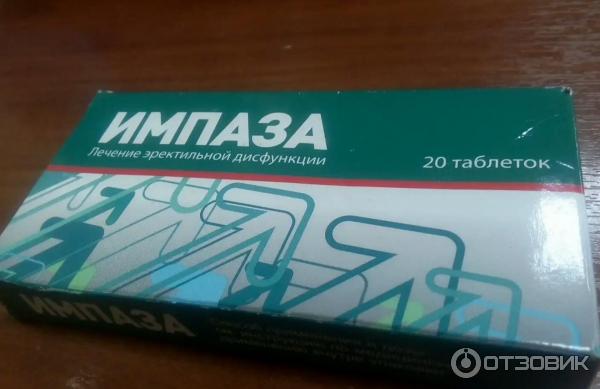 ИМПАЗА
Лечение эректильной дисфункции
20 таблеток
ИМПАЗА
ОТЗОВИК